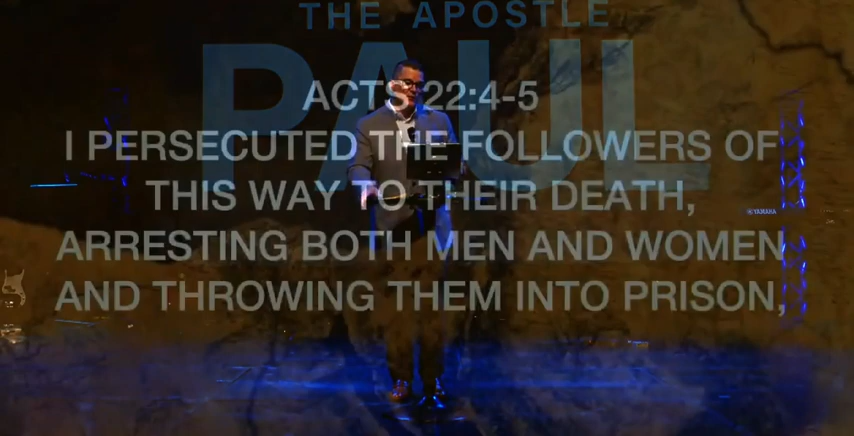 THE APOSTLE
PAUL
ACTS 22:4-5
I PERSECUTED THE FOLLOWERS OF
THIS WAY TO THEIR DEATH,
ARRESTING BOTH MEN AND WOMEN
AND THROWING THEM INTO PRISON,
YAMAHA